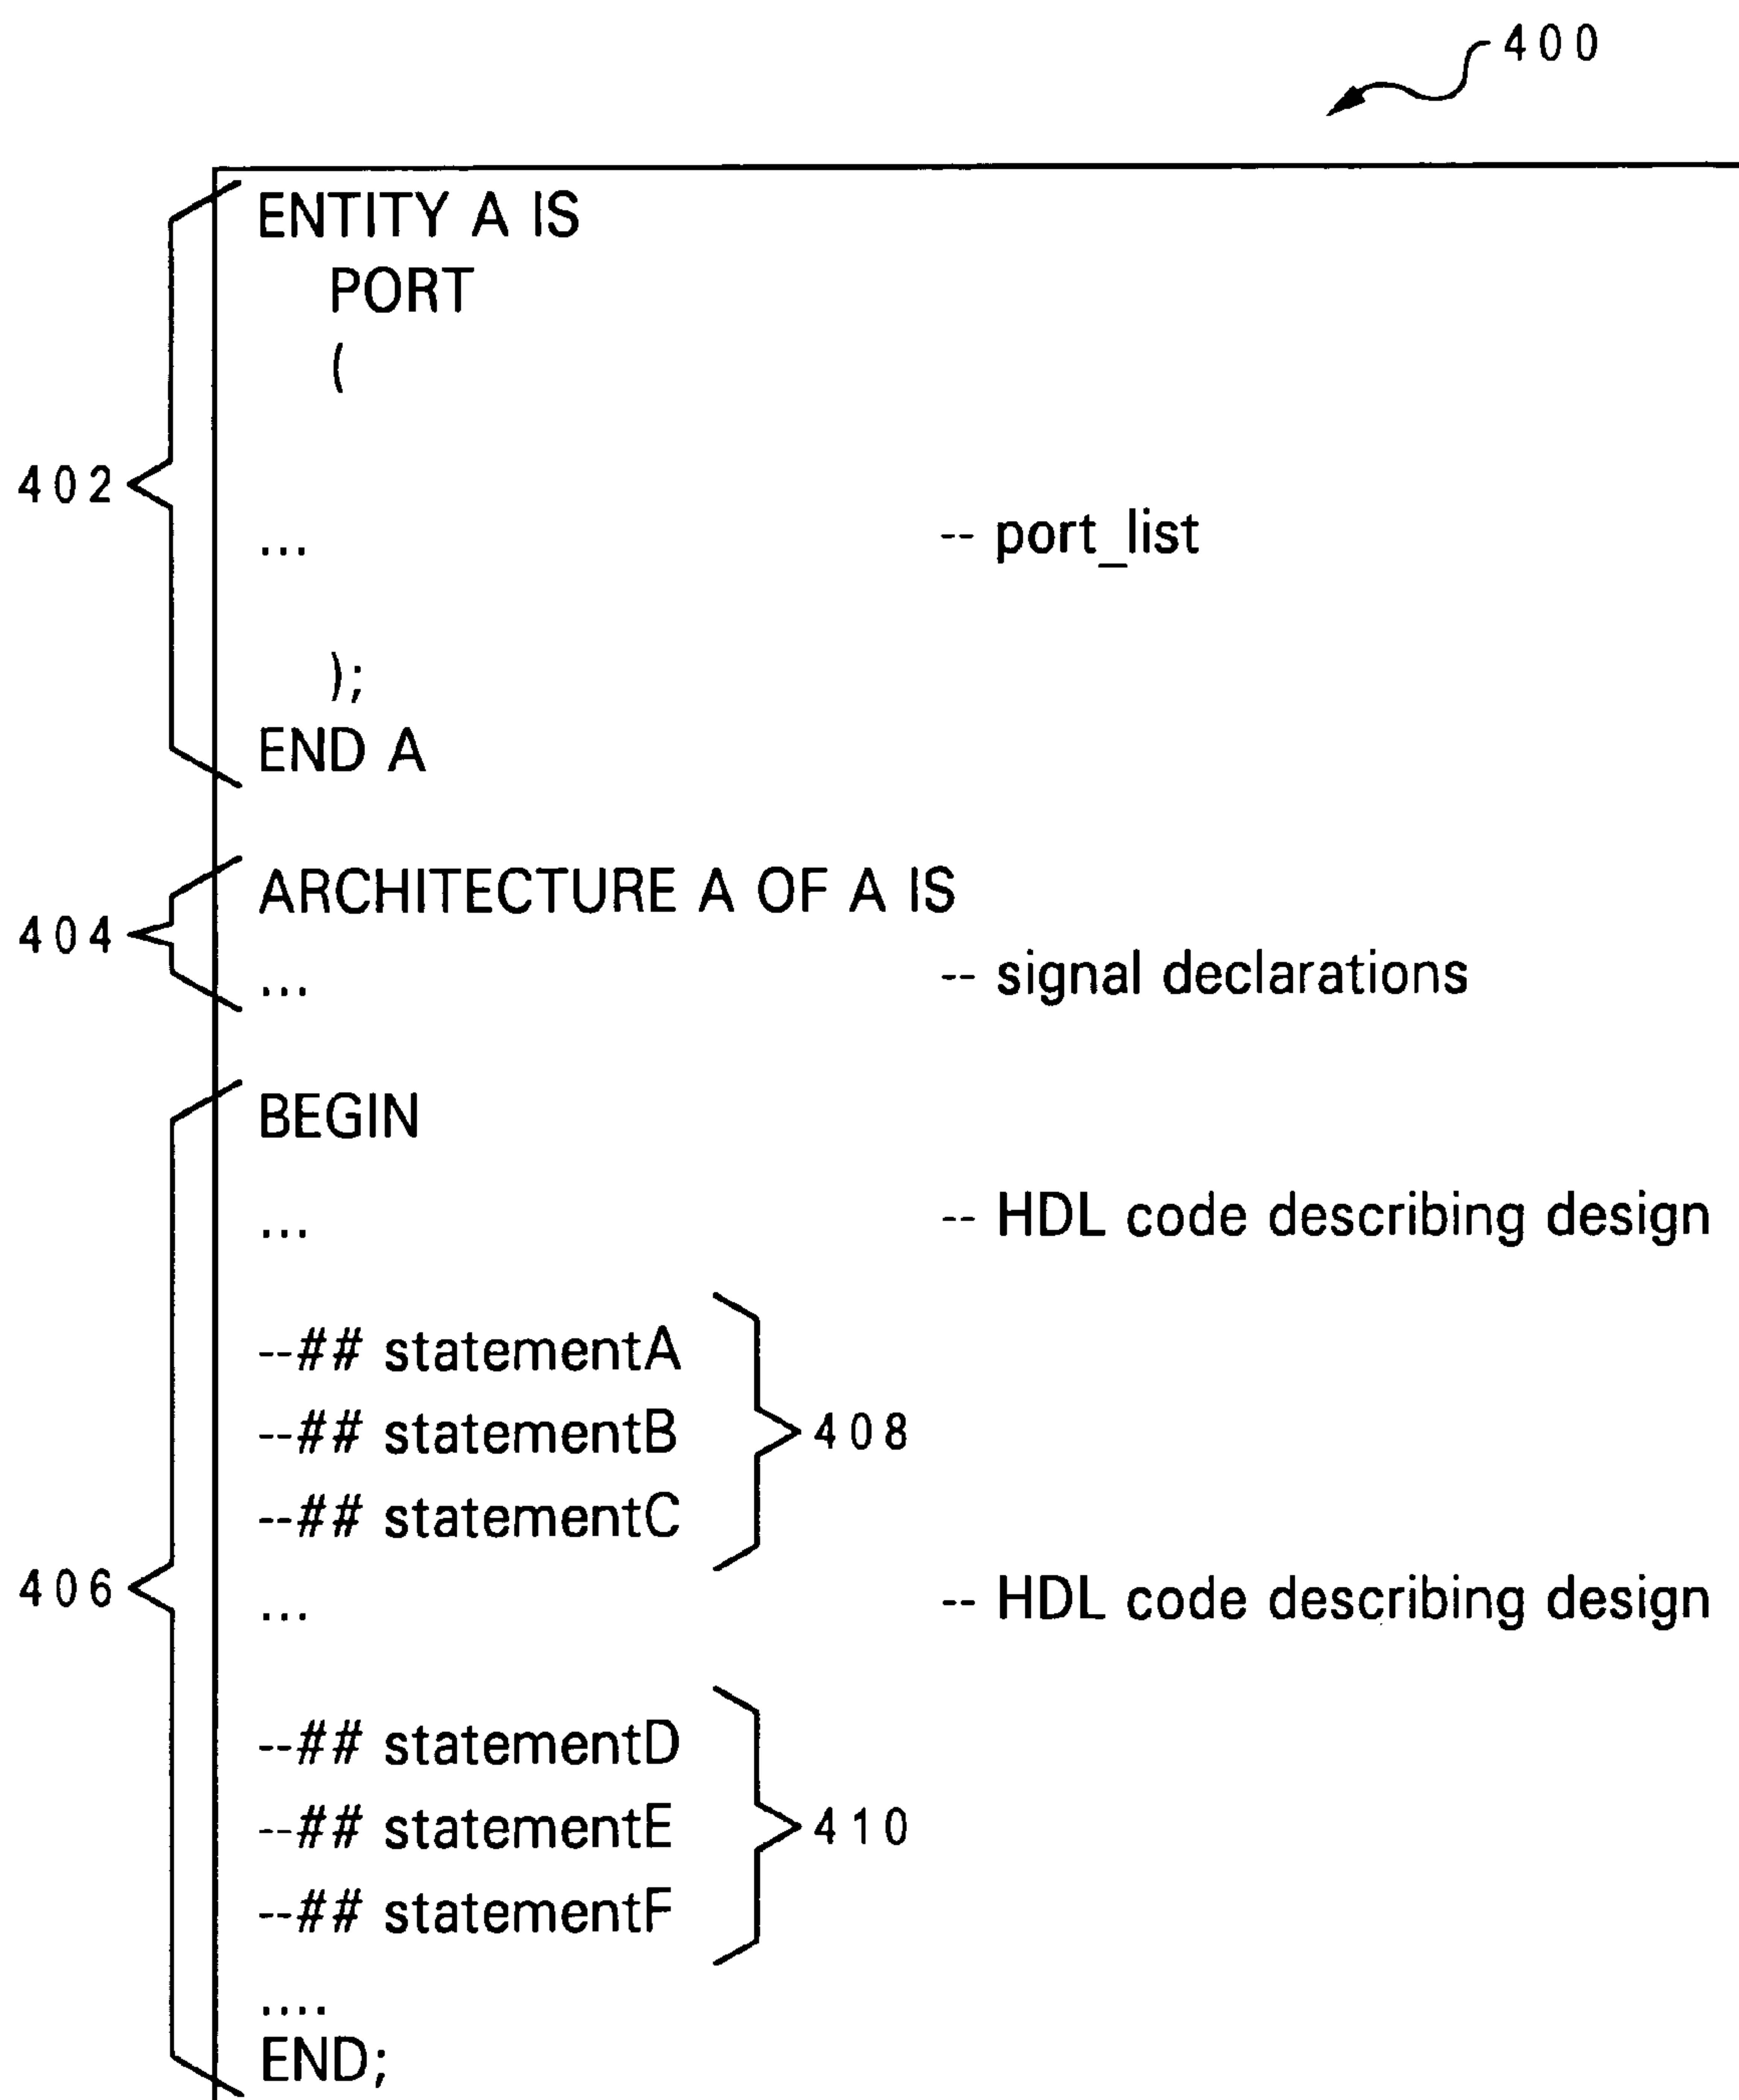 400
ENTITY A IS
PORT
(
402
... -- port_list
);
END A
ARCHITECTURE A OF A IS
404
... -- signal declarations
BEGIN
... -- HDL code describing design
--## statementA
--## statementB 408
--## statementC
406
... -- HDL code describing design
--## statementD
--## statementE 410
--## statementF
....
END;